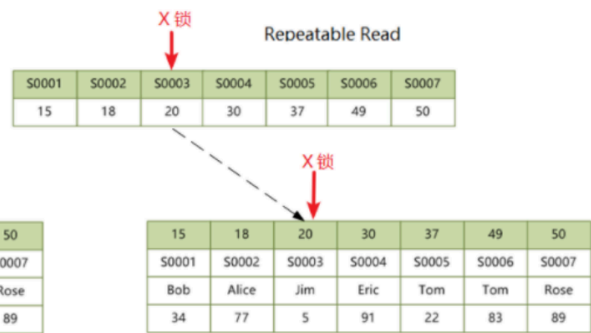 X 锁
Repeatable Read
S0001 S0002 S0003 S0004 S0005 S0006 S0007
15 18 20 30 37 49 50
X 锁
50
0007
Rose
89
15 18 20 30 37 49 50
S0001 S0002 S0003 S0004 S0005 S0006 S0007
Bob Alice Jim Eric Tom Tom Rose
34 77 5 91 22 83 89